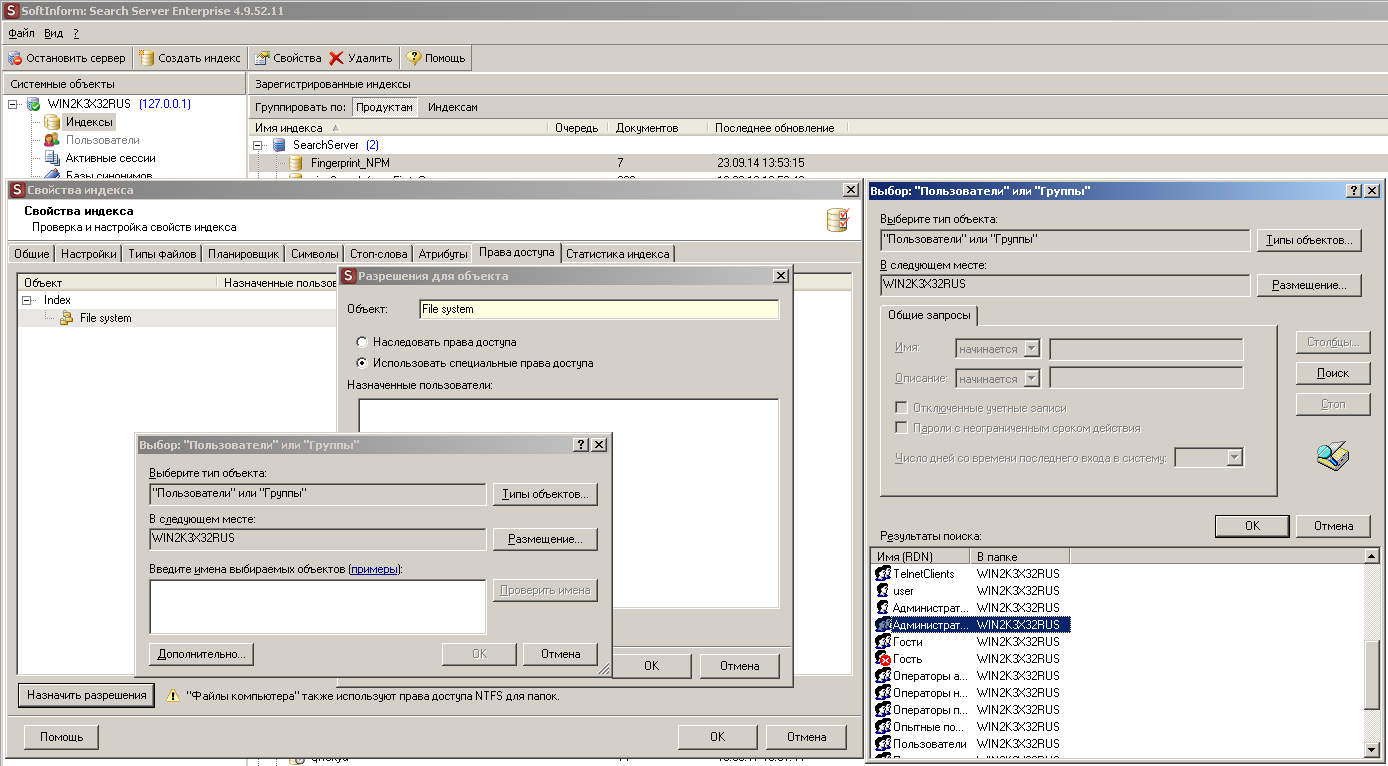 SoftInform: Search Server Enterprise 4.9.52.11
Файл Вид ?
Остановить сервер Создать индекс Свойства Удалить Помощь
Системные объекты
WIN2K3X32RUS (127.0.0.1)
Индексы
Пользователи
Активные сессии
Базы синонимов
Зарегистрированные индексы
Группировать по: Продуктам Индексам
Имя индекса Очередь Документов Последнее обновление
SearchServer (2)
Fingerprint_NPM 7 23.09.14 13:53:15
Свойства индекса
Свойства индекса
Проверка и настройка свойств индекса
Общие Настройки Типы файлов Планировщик Символы Стоп-слова Атрибуты Права доступа Статистика индекса
Объект Назначенные пользов
Index
File system
Разрешения для объекта
Объект: File system
Наследовать права доступа
Использовать специальные права доступа
Назначенные пользователи:
OK Отмена
Выбор: "Пользователи" или "Группы"
Выберите тип объекта:
"Пользователи" или "Группы" Типы объектов...
В следующем месте:
WIN2K3X32RUS Размещение...
Введите имена выбираемых объектов (примеры):
Проверить имена
Дополнительно... OK Отмена
Назначить разрешения "Файлы компьютера" также используют права доступа NTFS для папок.
Помощь OK Отмена
Выбор: "Пользователи" или "Группы"
Выберите тип объекта:
"Пользователи" или "Группы" Типы объектов...
В следующем месте:
WIN2K3X32RUS Размещение...
Общие запросы
Имя: начинается
Описание: начинается
Отключенные учетные записи
Пароли с неограниченным сроком действия
Число дней со времени последнего входа в систему:
Столбцы...
Поиск
Стоп
OK Отмена
Результаты поиска:
Имя (RDN) В папке
TelnetClients WIN2K3X32RUS
user WIN2K3X32RUS
Администрат... WIN2K3X32RUS
Администрат... WIN2K3X32RUS
Гости WIN2K3X32RUS
Гость WIN2K3X32RUS
Операторы а... WIN2K3X32RUS
Операторы н... WIN2K3X32RUS
Операторы п... WIN2K3X32RUS
Опытные по... WIN2K3X32RUS
Пользователи WIN2K3X32RUS